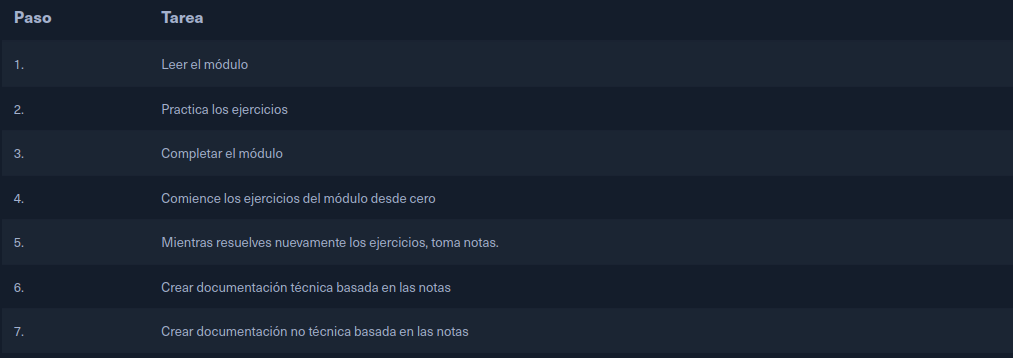 Paso Tarea
1. Leer el módulo
2. Practica los ejercicios
3. Completar el módulo
4. Comience los ejercicios del módulo desde cero
5. Mientras resuelves nuevamente los ejercicios, toma notas.
6. Crear documentación técnica basada en las notas
7. Crear documentación no técnica basada en las notas